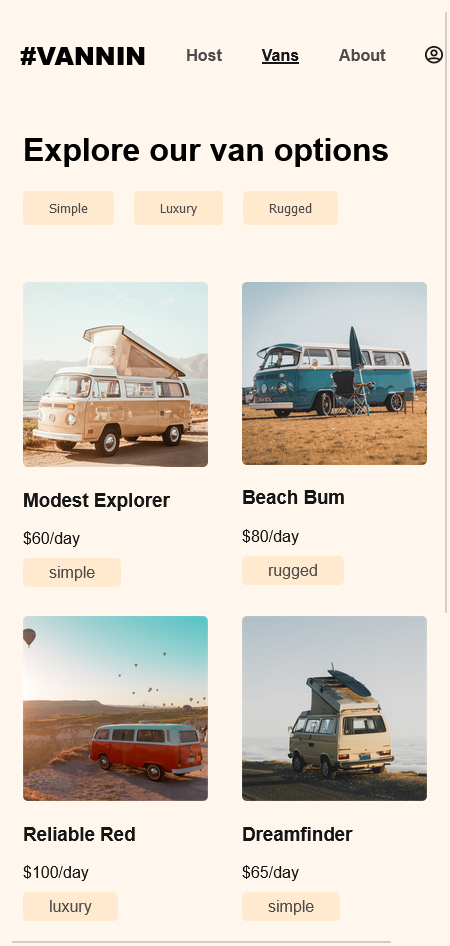 #VANNIN Host Vans About
Explore our van options
Simple Luxury Rugged
Modest Explorer
$60/day
simple
Beach Bum
$80/day
rugged
Reliable Red
$100/day
luxury
Dreamfinder
$65/day
simple